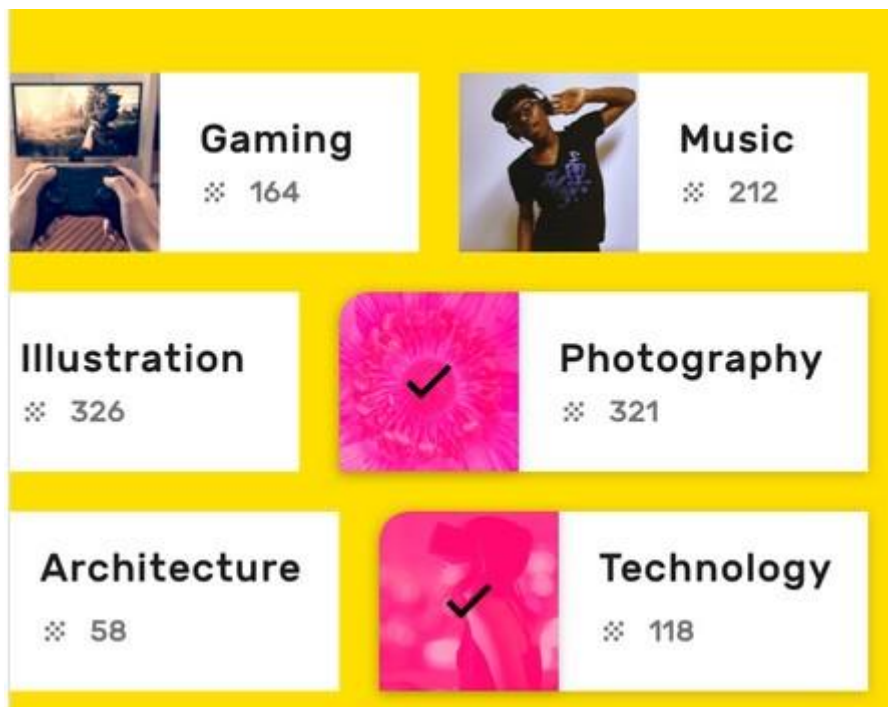 Gaming
164
Music
212
Illustration
326
Photography
321
Architecture
58
Technology
118